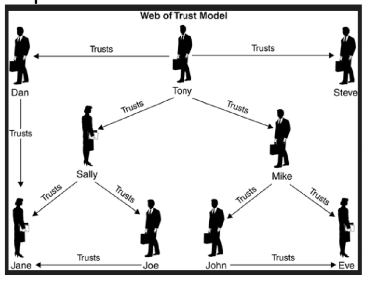 Web of Trust Model
Trusts
Trusts
Dan
Tony
Steve
Trusts
Trusts
Trusts
Sally
Mike
Trusts
Trusts
Trusts
Trusts
Jane
Trusts
Joe
John
Trusts
Eve